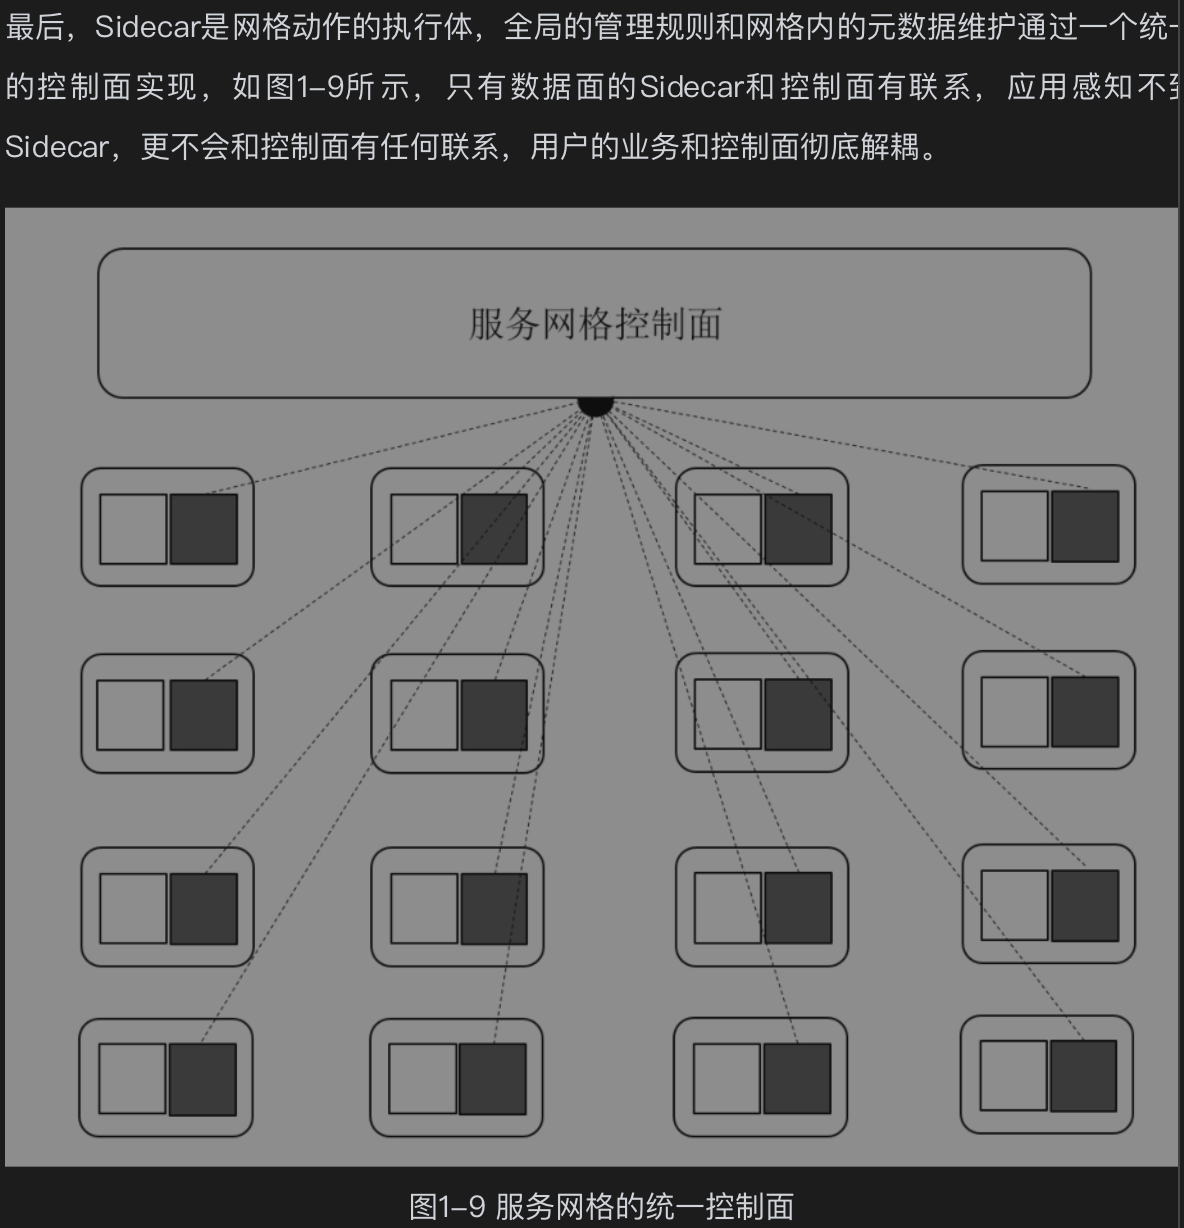 最后，Sidecar是网格动作的执行体，全局的管理规则和网格内的元数据维护通过一个统一
的控制面实现，如图1-9所示，只有数据面的Sidecar和控制面有联系，应用感知不到
Sidecar，更不会和控制面有任何联系，用户的业务和控制面彻底解耦。
服务网格控制面
图1-9 服务网格的统一控制面